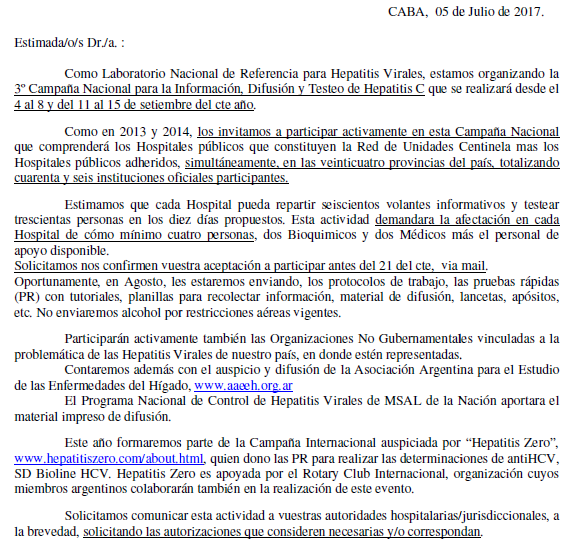 CABA, 05 de Julio de 2017.
Estimada/o/s Dr./a. :
Como Laboratorio Nacional de Referencia para Hepatitis Virales, estamos organizando la
3º Campaña Nacional para la Información, Difusión y Testeo de Hepatitis C que se realizará desde el
4 al 8 y del 11 al 15 de setiembre del cte año.
Como en 2013 y 2014, los invitamos a participar activamente en esta Campaña Nacional
que comprenderá los Hospitales públicos que constituyen la Red de Unidades Centinela mas los
Hospitales públicos adheridos, simultáneamente, en las veinticuatro provincias del país, totalizando
cuarenta y seis instituciones oficiales participantes.
Estimamos que cada Hospital pueda repartir seiscientos volantes informativos y testear
trescientas personas en los diez días propuestos. Esta actividad demandara la afectación en cada
Hospital de cómo mínimo cuatro personas, dos Bioquimicos y dos Médicos más el personal de
apoyo disponible.
Solicitamos nos confirmen vuestra aceptación a participar antes del 21 del cte, via mail.
Oportunamente, en Agosto, les estaremos enviando, los protocolos de trabajo, las pruebas rápidas
(PR) con tutoriales, planillas para recolectar información, material de difusión, lancetas, apósitos,
etc. No enviaremos alcohol por restricciones aéreas vigentes.
Participarán activamente también las Organizaciones No Gubernamentales vinculadas a la
problemática de las Hepatitis Virales de nuestro país, en donde estén representadas.
Contaremos además con el auspicio y difusión de la Asociación Argentina para el Estudio
de las Enfermedades del Hígado, www.aaeeh.org.ar
El Programa Nacional de Control de Hepatitis Virales de MSAL de la Nación aportara el
material impreso de difusión.
Este año formaremos parte de la Campaña Internacional auspiciada por “Hepatitis Zero”,
www.hepatitiszero.com/about.html, quien dono las PR para realizar las determinaciones de antiHCV,
SD Bioline HCV. Hepatitis Zero es apoyada por el Rotary Club Internacional, organización cuyos
miembros argentinos colaborarán también en la realización de este evento.
Solicitamos comunicar esta actividad a vuestras autoridades hospitalarias/jurisdiccionales, a
la brevedad, solicitando las autorizaciones que consideren necesarias y/o correspondan.